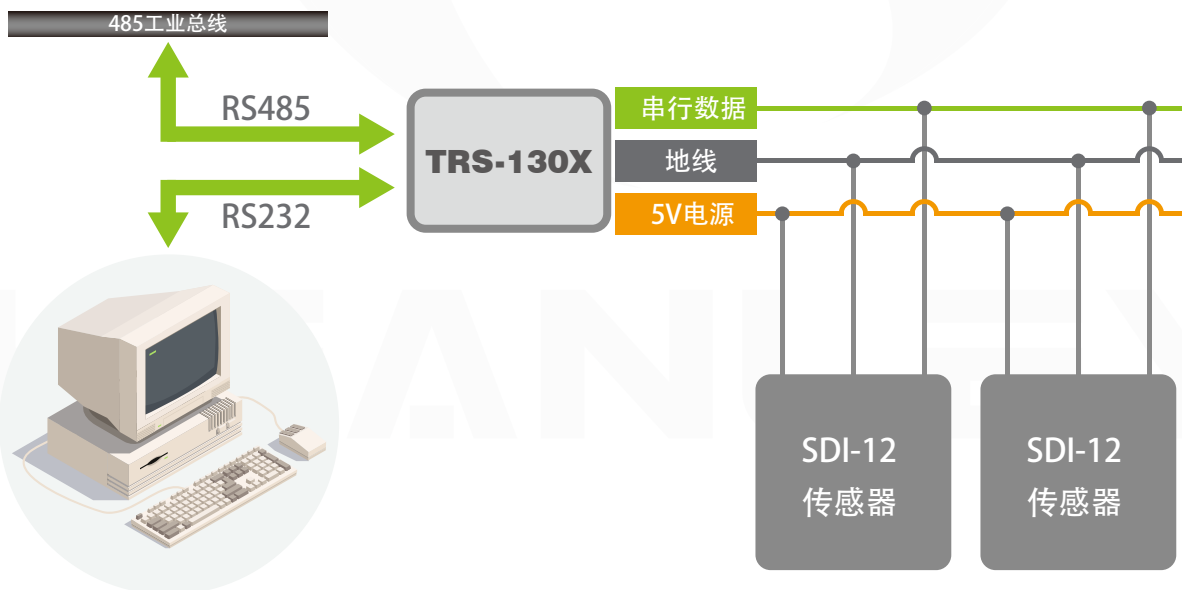 485工业总线
RS485
TRS-130X
串行数据
地线
5V电源
RS232
SDI-12
传感器
SDI-12
传感器